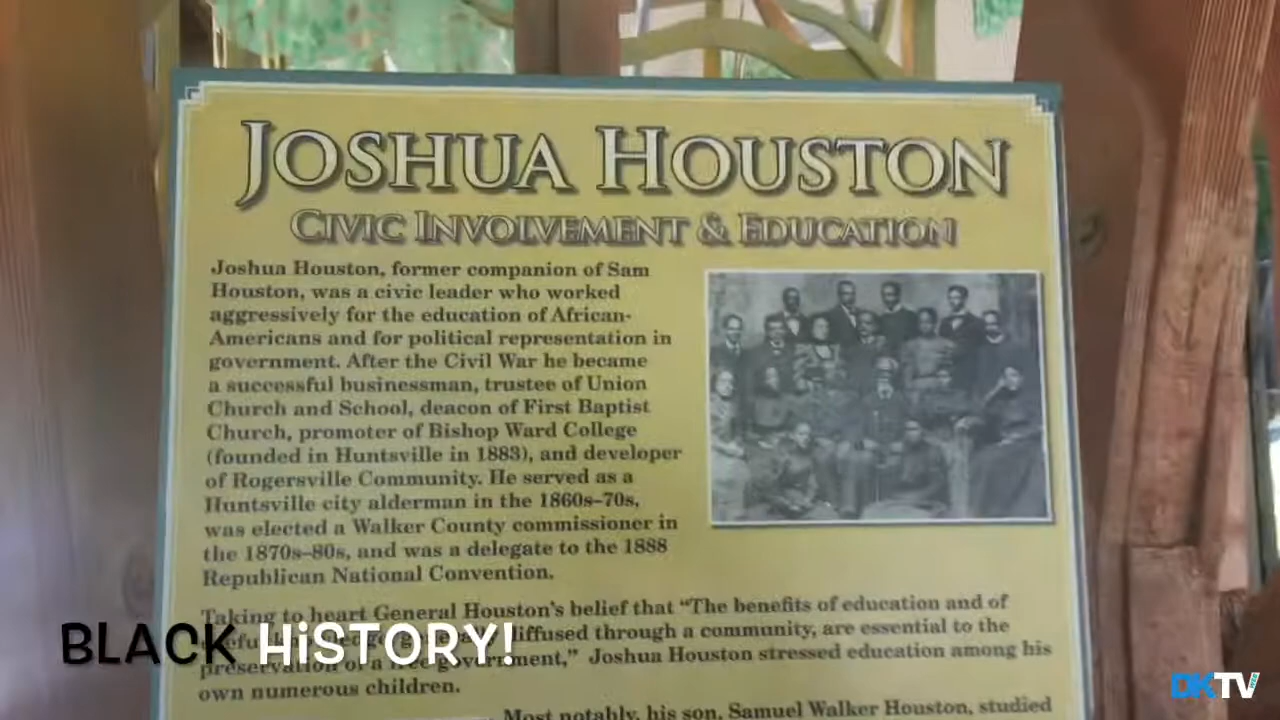 JOSHUA HOUSTON
CIVIC INVOLVEMENT & EDUCATION
Joshua Houston, former companion of Sam
Houston, was a civic leader who worked
aggressively for the education of African-
Americans and for political representation in
government. After the Civil War he became
a successful businessman, trustee of Union
Church and School, deacon of First Baptist
Church, promoter of Bishop Ward College
(founded in Huntsville in 1883), and developer
of Rogersville Community. He served as a
Huntsville city alderman in the 1860s–70s,
was elected a Walker County commissioner in
the 1870s–80s, and was a delegate to the 1888
Republican National Convention.
Taking to heart General Houston's belief that “The benefits of education and of
diffused through a community, are essential to the
preservation of a free government,” Joshua Houston stressed education among his
own numerous children.
Most notably, his son, Samuel Walker Houston, studied
BLACK HiSTORY!
DKTV